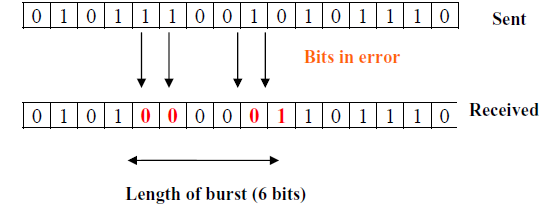 0 1 0 1 1 1 0 0 1 0 1 0 1 1 1 0 Sent
Bits in error
0 1 0 1 0 0 0 0 0 1 1 0 1 1 1 0 Received
Length of burst (6 bits)